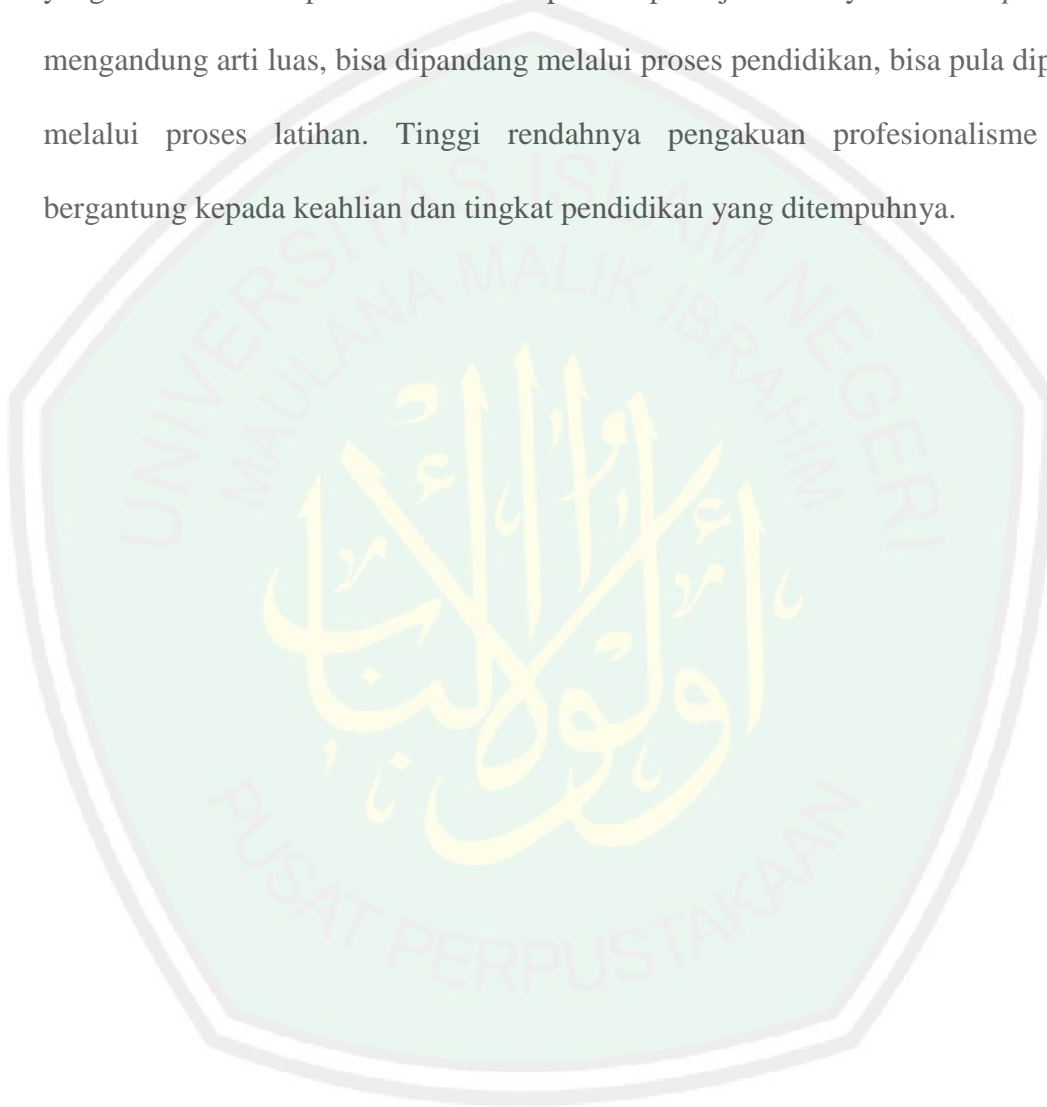 mengandung arti luas, bisa dipandang melalui proses pendidikan, bisa pula
melalui proses latihan. Tinggi rendahnya pengakuan profesionalisme
bergantung kepada keahlian dan tingkat pendidikan yang ditempuhnya.
UNIVERSITAS ISLAM NEGERI
MAULANA MALIK IBRAHIM
PUSAT PERPUSTAKAAN